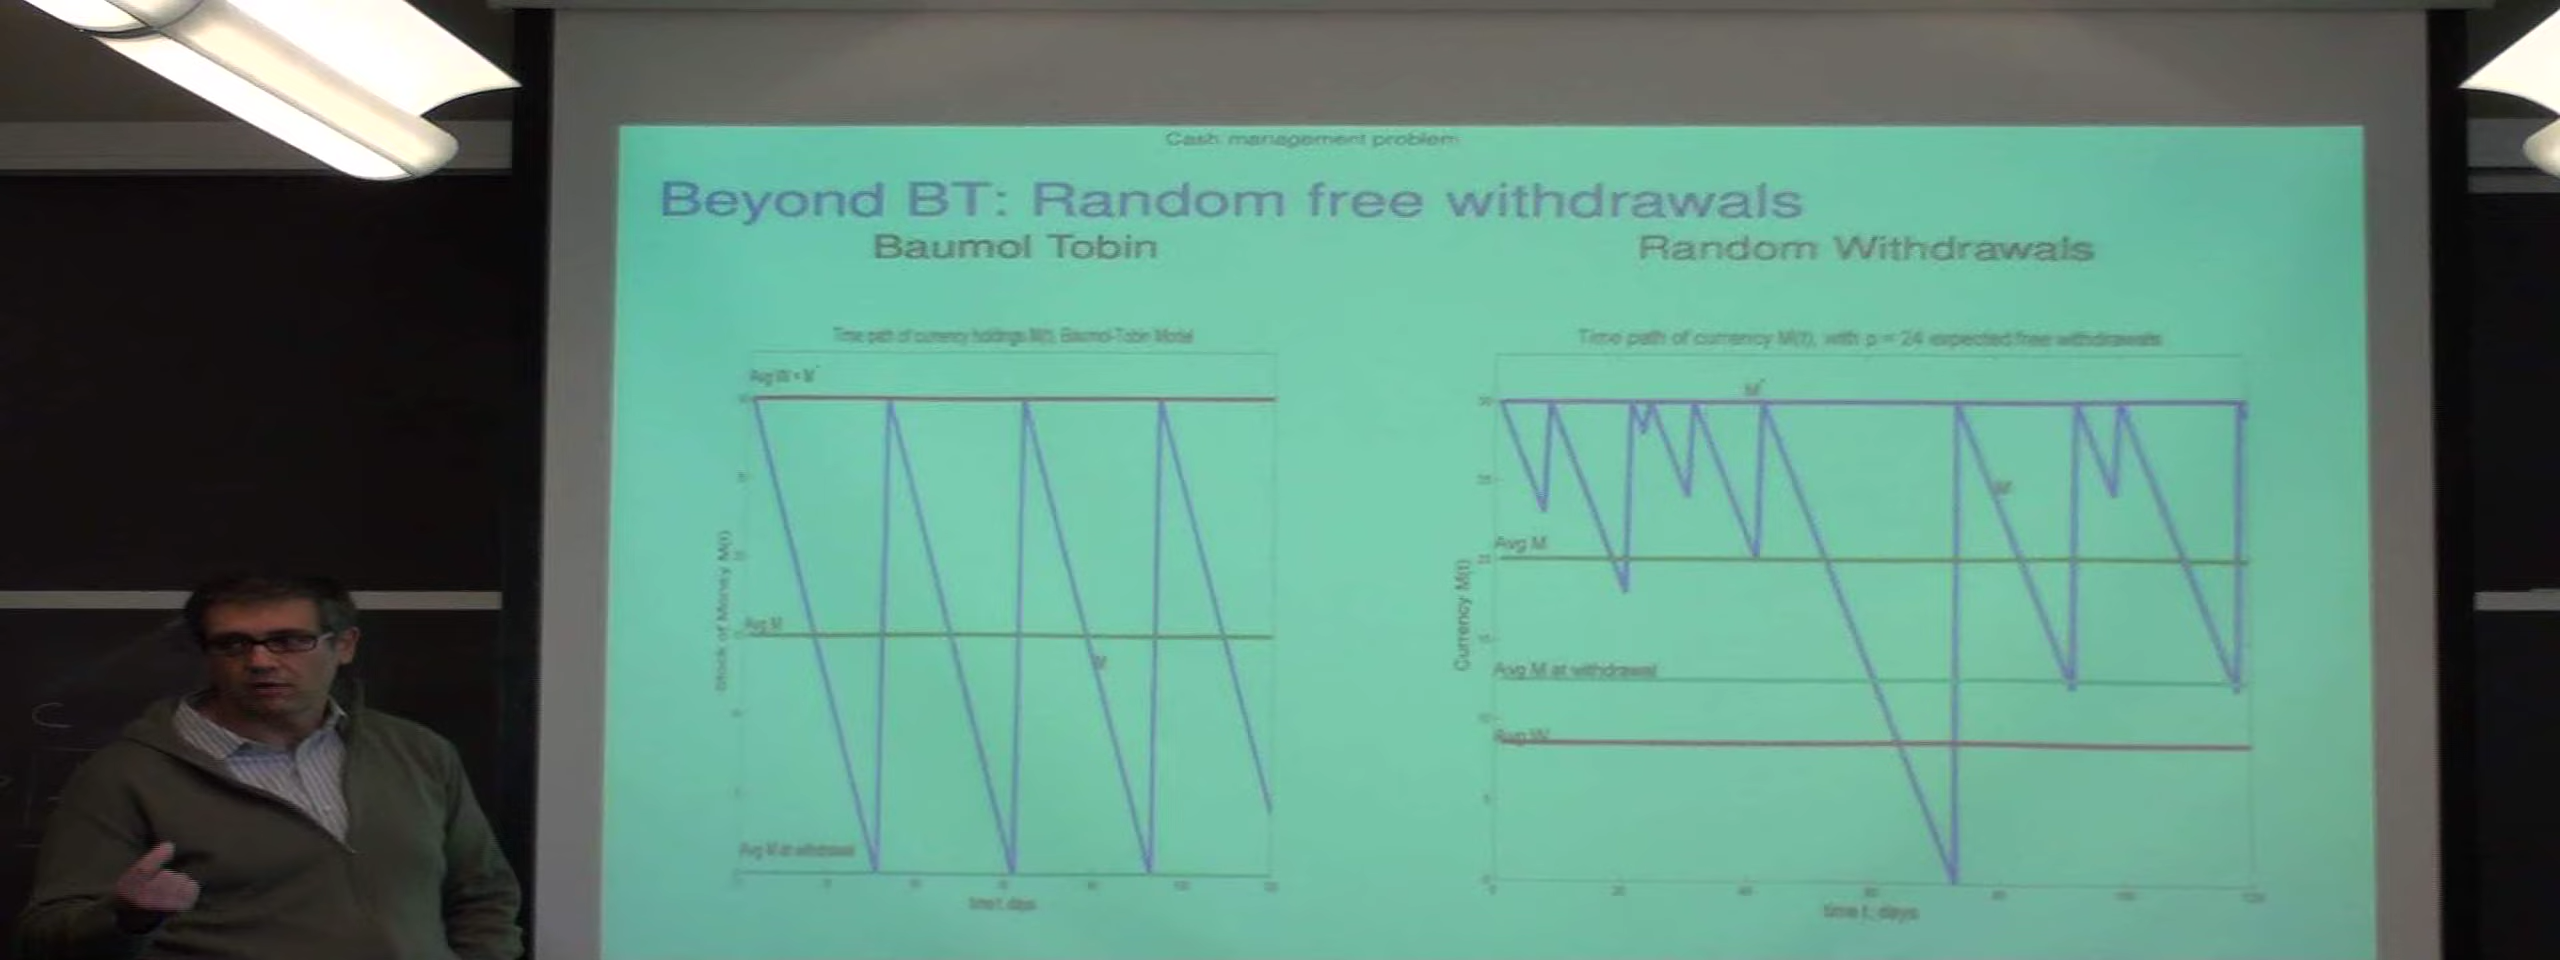 Cash management problem
Beyond BT: Random free withdrawals
Baumol Tobin
Random Withdrawals
Time path of currency holdings M(t), Baumol-Tobin Model
Avg W = M*
Avg M
M
Avg M at withdrawal
Stock of Money M(t)
time t, days
Time path of currency M(t), with p = 24 expected free withdrawals
M*
M
Avg M
Avg M at withdrawal
Avg W
Currency M(t)
time t, days